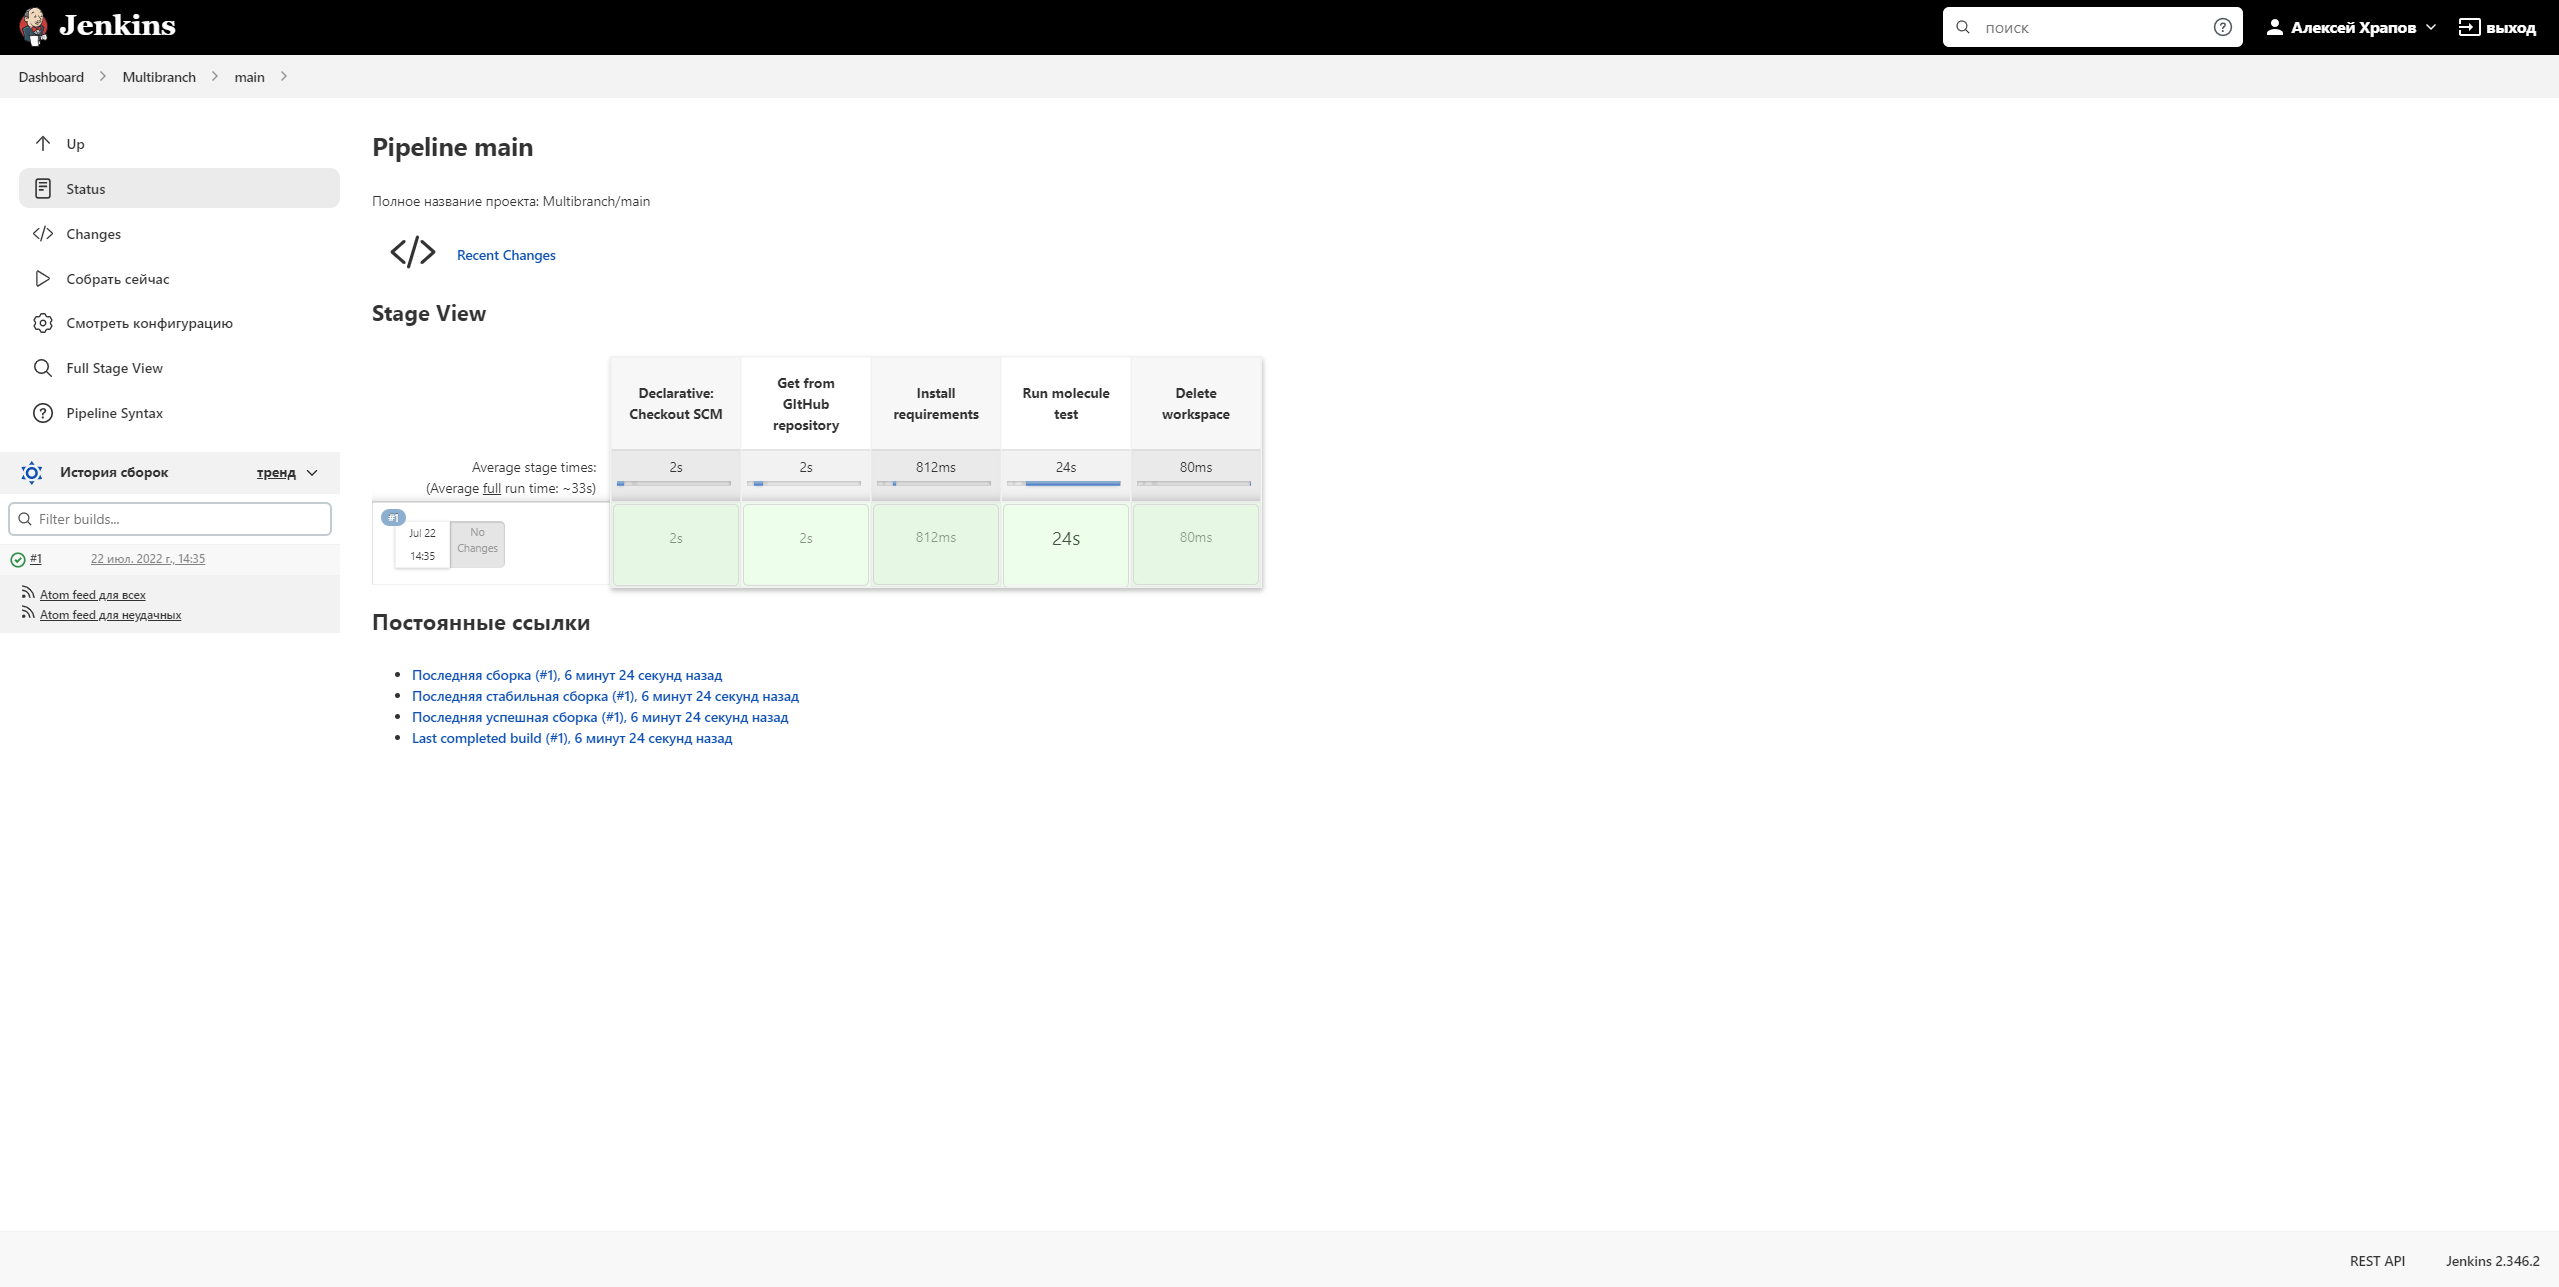 Jenkins
поиск
Алексей Храпов
выход
Dashboard
Multibranch
main
Up
Status
Changes
Собрать сейчас
Смотреть конфигурацию
Full Stage View
Pipeline Syntax
История сборок
тренд
Filter builds...
#1
22 июл. 2022 г., 14:35
Atom feed для всех
Atom feed для неудачных
Pipeline main
Полное название проекта: Multibranch/main
Recent Changes
Stage View
Declarative:
Checkout SCM
Get from
GItHub
repository
Install
requirements
Run molecule
test
Delete
workspace
Average stage times:
(Average full run time: ~33s)
2s
2s
812ms
24s
80ms
#1
Jul 22
14:35
No
Changes
2s
2s
812ms
24s
80ms
Постоянные ссылки
Последняя сборка (#1), 6 минут 24 секунд назад
Последняя стабильная сборка (#1), 6 минут 24 секунд назад
Последняя успешная сборка (#1), 6 минут 24 секунд назад
Last completed build (#1), 6 минут 24 секунд назад
REST API
Jenkins 2.346.2